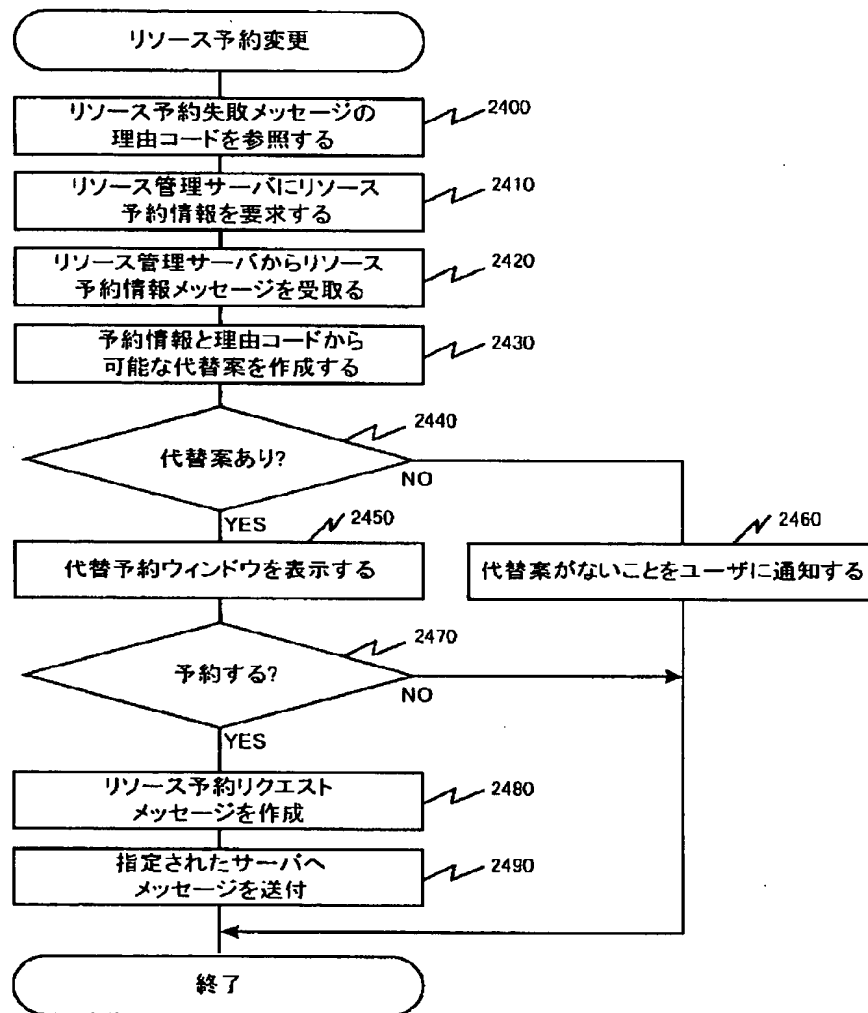 リソース予約変更
リソース予約失敗メッセージの
理由コードを参照する
2400
リソース管理サーバにリソース
予約情報を要求する
2410
リソース管理サーバからリソース
予約情報メッセージを受取る
2420
予約情報と理由コードから
可能な代替案を作成する
2430
代替案あり?
2440
NO
YES
2450
代替予約ウィンドウを表示する
2460
代替案がないことをユーザに通知する
予約する?
2470
NO
YES
リソース予約リクエスト
メッセージを作成
2480
指定されたサーバへ
メッセージを送付
2490
終了